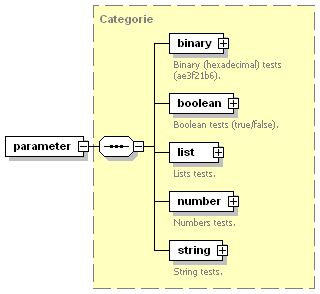 Categorie
binary
Binary (hexadecimal) tests
(ae3f21b6).
boolean
Boolean tests (true/false).
parameter
list
Lists tests.
number
Numbers tests.
string
String tests.